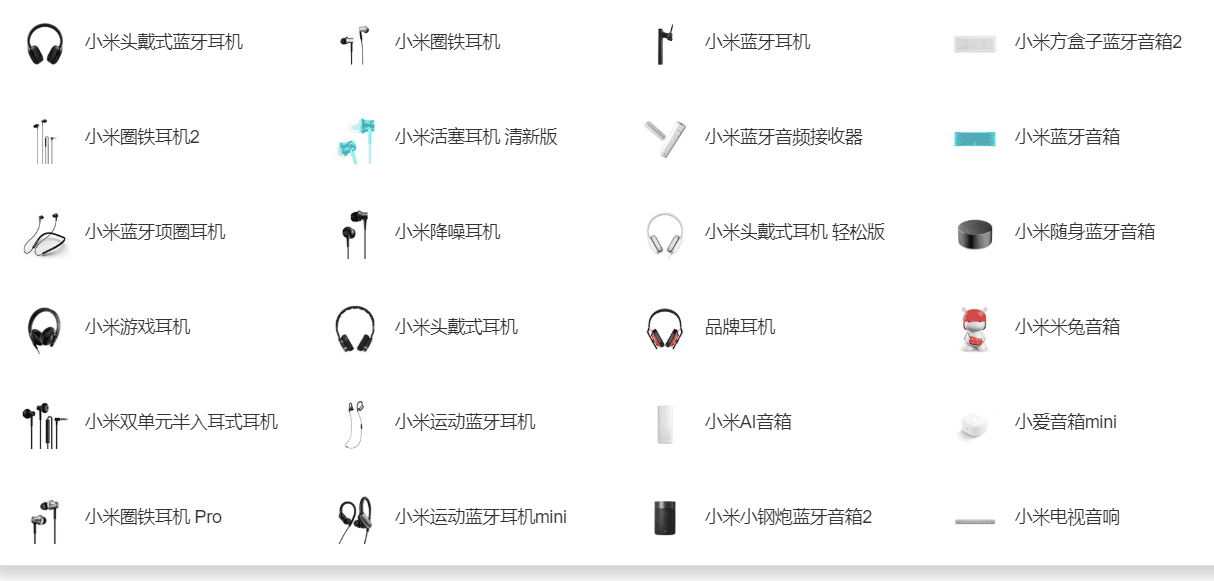 小米头戴式蓝牙耳机
小米圈铁耳机
小米蓝牙耳机
小米方盒子蓝牙音箱2
小米圈铁耳机2
小米活塞耳机 清新版
小米蓝牙音频接收器
小米蓝牙音箱
小米蓝牙项圈耳机
小米降噪耳机
小米头戴式耳机 轻松版
小米随身蓝牙音箱
小米游戏耳机
小米头戴式耳机
品牌耳机
小米米兔音箱
小米双单元半入耳式耳机
小米运动蓝牙耳机
小米AI音箱
小爱音箱mini
小米圈铁耳机 Pro
小米运动蓝牙耳机mini
小米小钢炮蓝牙音箱2
小米电视音响